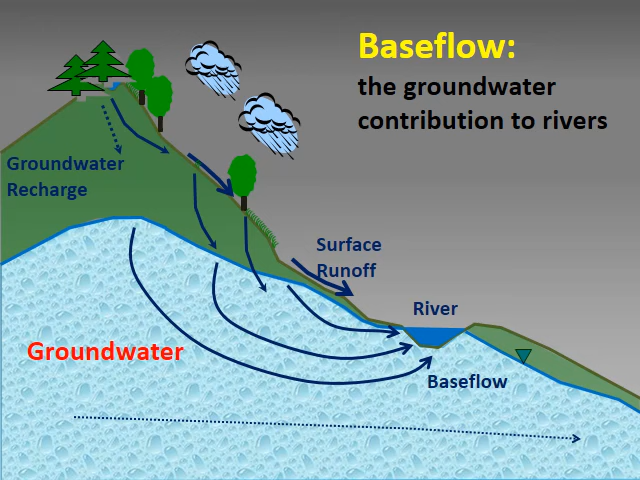 Baseflow:
the groundwater
contribution to rivers
Groundwater
Recharge
Surface
Runoff
River
Groundwater
Baseflow